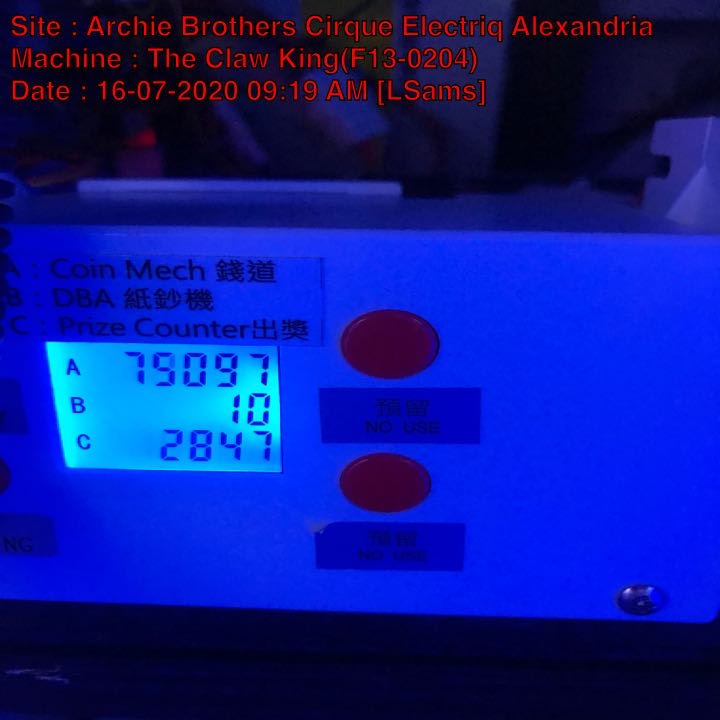 Site : Archie Brothers Cirque Electriq Alexandria
Machine : The Claw King(F13-0204)
Date : 16-07-2020 09:19 AM [LSams]
A : Coin Mech 錢道
B : DBA 紙鈔機
C : Prize Counter出獎
A 79097
B 10
C 2847
預留
NO USE
預留
NO USE
NG